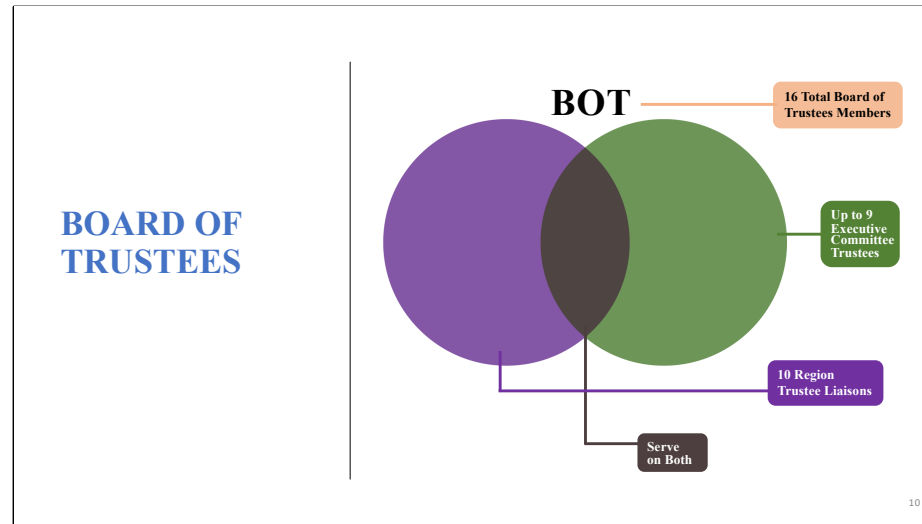 BOARD OF
TRUSTEES
BOT
16 Total Board of
Trustees Members
Up to 9
Executive
Committee
Trustees
10 Region
Trustee Liaisons
Serve
on Both
10